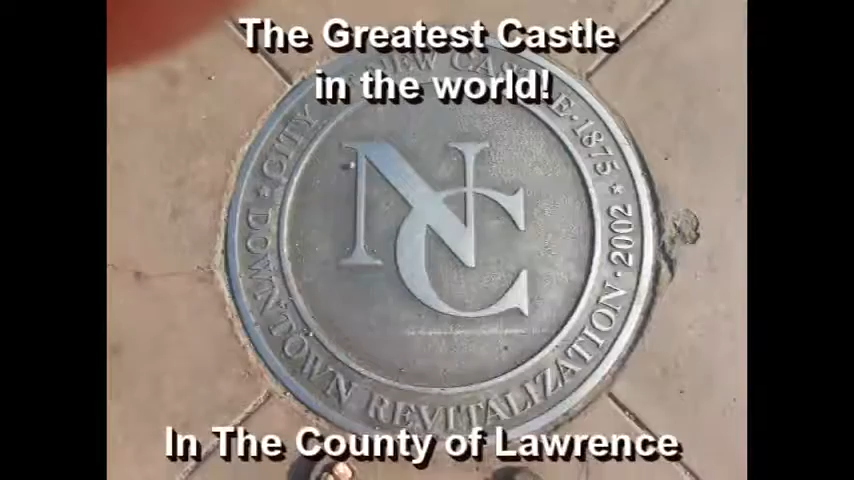 The Greatest Castle
in the world!
CITY OF NEW CASTLE · 1875 ★ 2002 · DOWNTOWN REVITALIZATION
NC
In The County of Lawrence